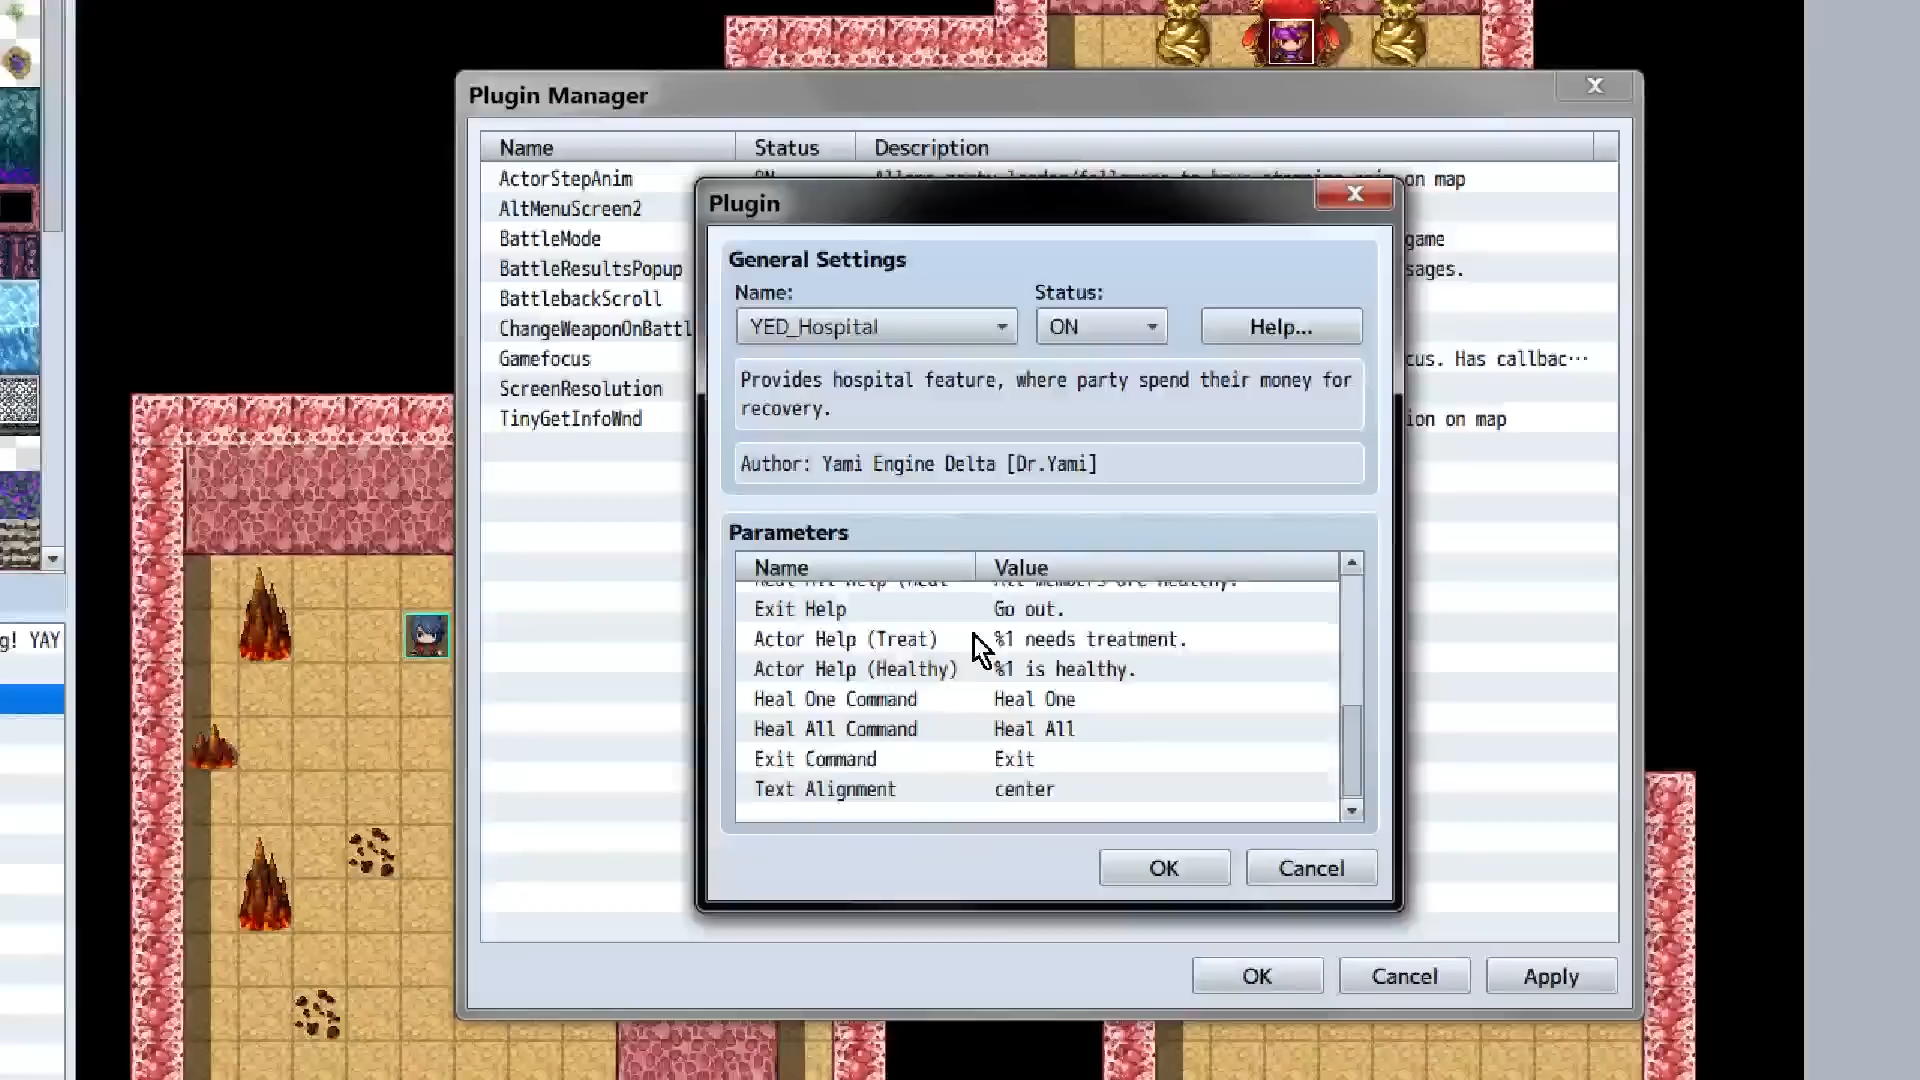 Plugin Manager
X
Name Status Description
ActorStepAnim on map
AltMenuScreen2
BattleMode game
BattleResultsPopup sages.
BattlebackScroll
ChangeWeaponOnBattl
Gamefocus cus. Has callbac…
ScreenResolution
TinyGetInfoWnd ion on map
Plugin
X
General Settings
Name: Status:
YED_Hospital ON Help...
Provides hospital feature, where party spend their money for
recovery.
Author: Yami Engine Delta [Dr.Yami]
Parameters
Name Value
Exit Help Go out.
Actor Help (Treat) %1 needs treatment.
Actor Help (Healthy) %1 is healthy.
Heal One Command Heal One
Heal All Command Heal All
Exit Command Exit
Text Alignment center
OK Cancel
OK Cancel Apply
g! YAY